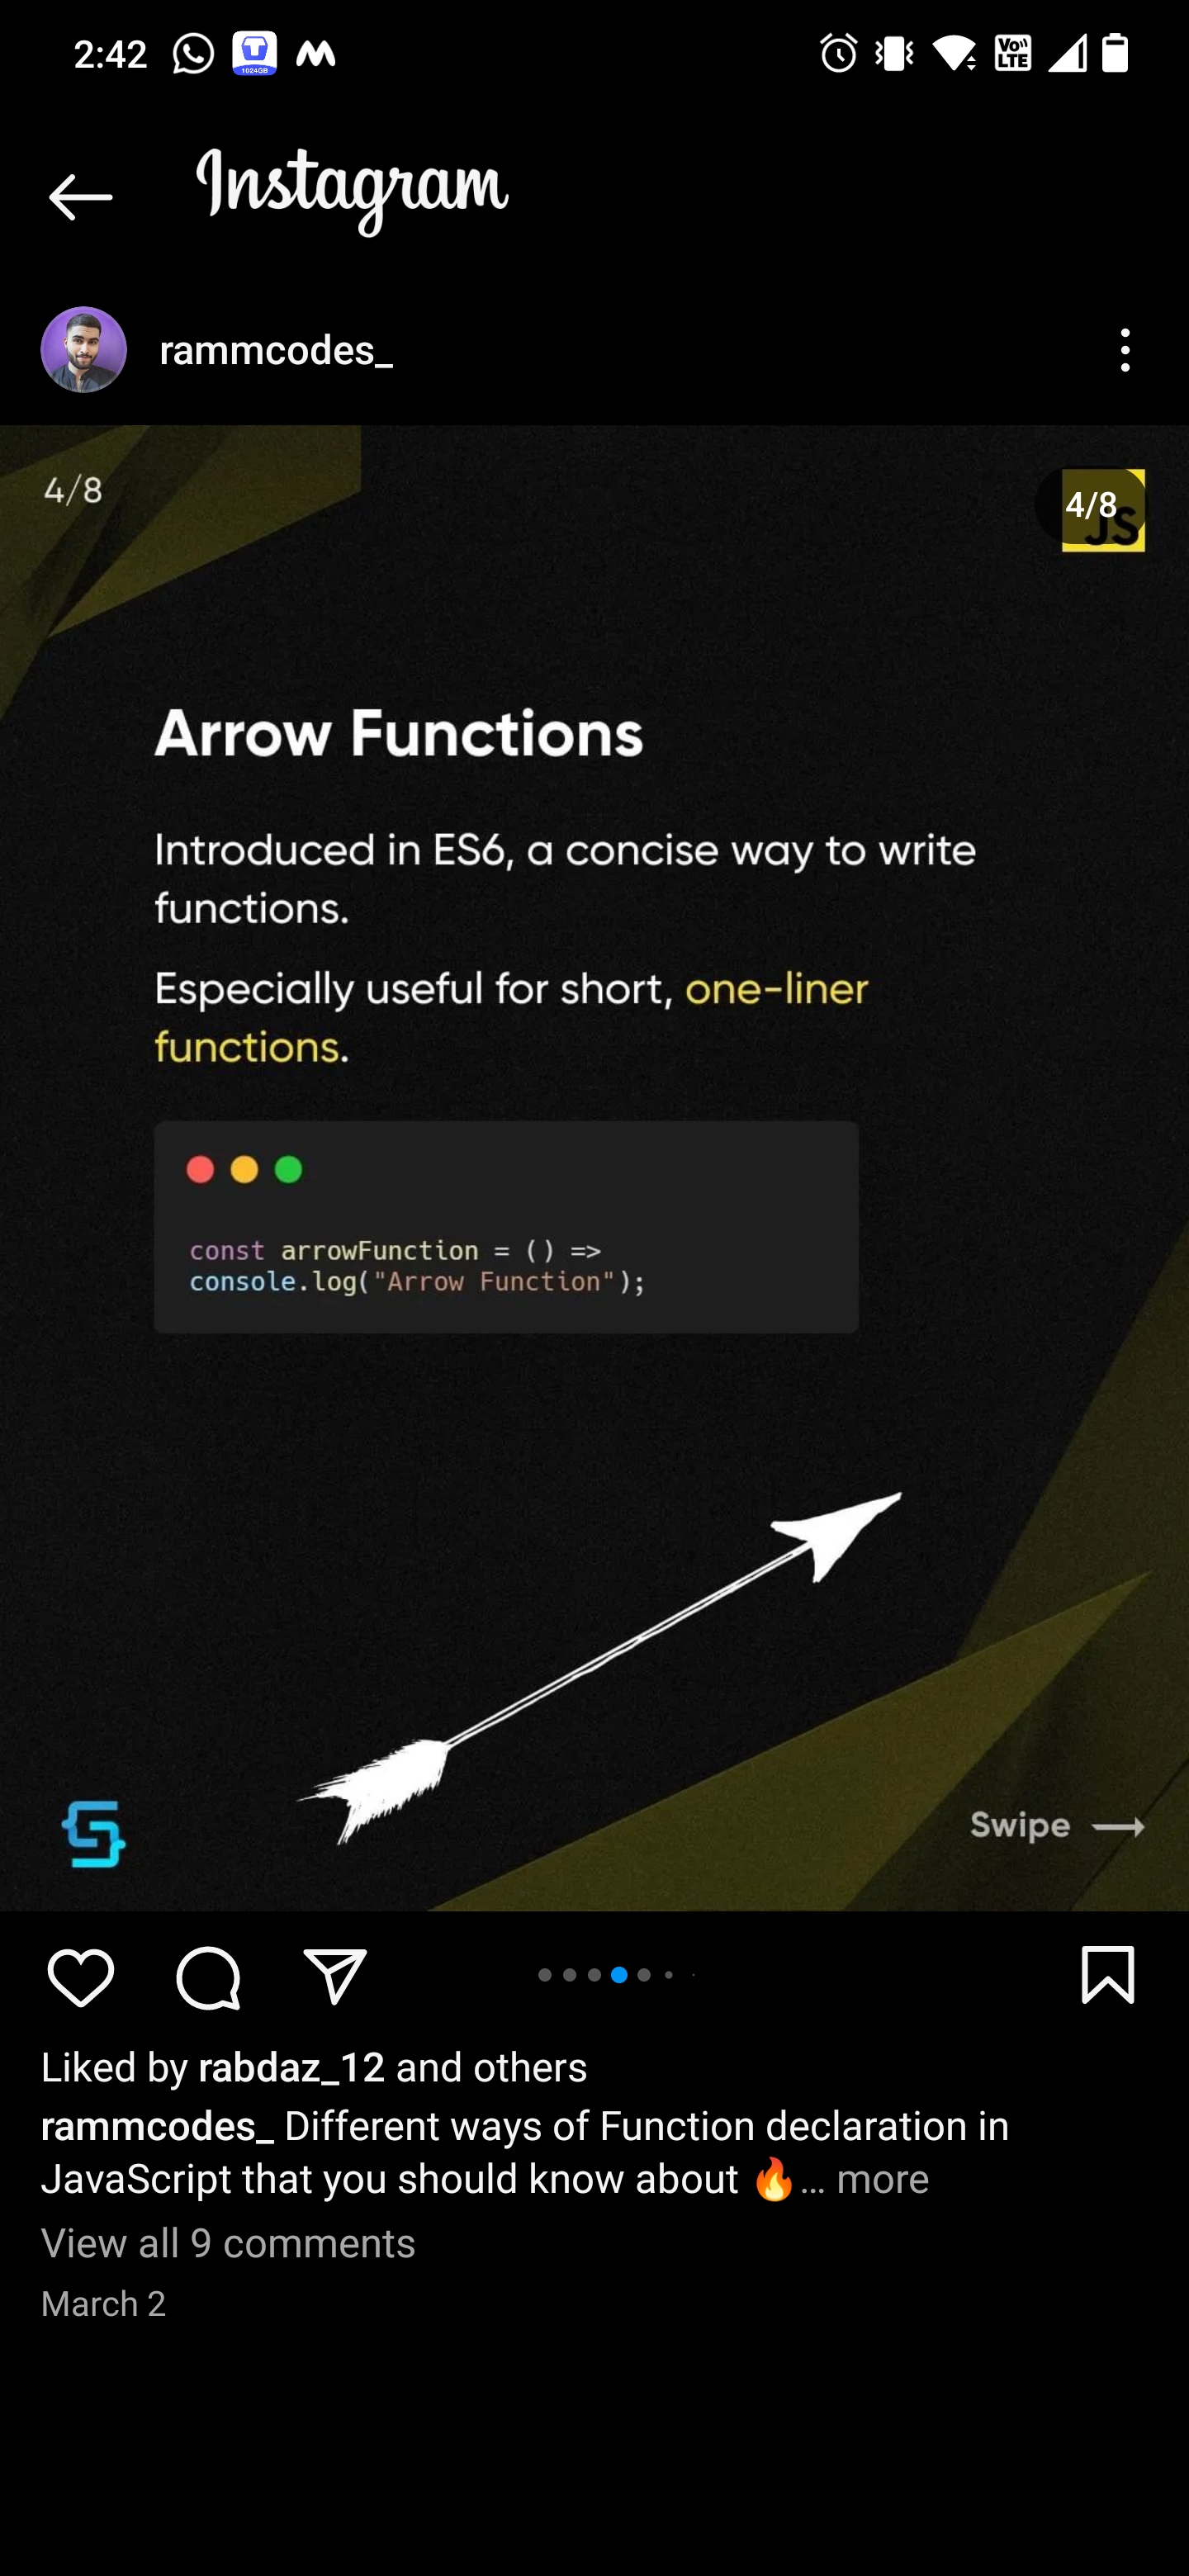 2:42
1024GB
Vo))
LTE
Instagram
rammcodes_
4/8
4/8
JS
Arrow Functions
Introduced in ES6, a concise way to write
functions.
Especially useful for short, one-liner
functions.
const arrowFunction = () =>
console.log("Arrow Function");
Swipe
Liked by rabdaz_12 and others
rammcodes_ Different ways of Function declaration in
JavaScript that you should know about 🔥... more
View all 9 comments
March 2